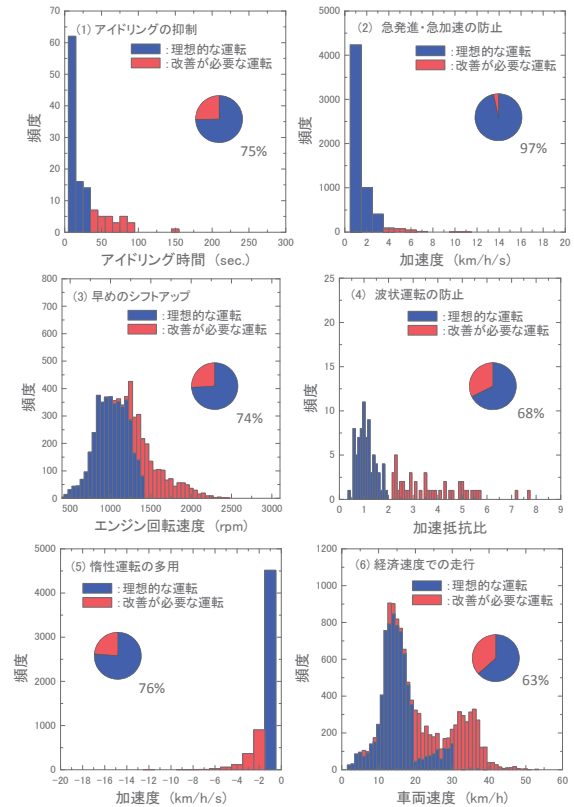 (1) アイドリングの抑制
：理想的な運転
：改善が必要な運転
75%
頻度
70
60
50
40
30
20
10
0
0 50 100 150 200 250 300
アイドリング時間 (sec.)
(2) 急発進・急加速の防止
：理想的な運転
：改善が必要な運転
97%
頻度
5000
4000
3000
2000
1000
0
0 2 4 6 8 10 12 14 16 18 20
加速度 (km/h/s)
(3) 早めのシフトアップ
：理想的な運転
：改善が必要な運転
74%
頻度
800
700
600
500
400
300
200
100
0
500 1000 1500 2000 2500 3000
エンジン回転速度 (rpm)
(4) 波状運転の防止
：理想的な運転
：改善が必要な運転
68%
頻度
25
20
15
10
5
0
0 1 2 3 4 5 6 7 8 9
加速抵抗比
(5) 惰性運転の多用
：理想的な運転
：改善が必要な運転
76%
頻度
5000
4000
3000
2000
1000
0
−20 −18 −16 −14 −12 −10 −8 −6 −4 −2 0
加速度 (km/h/s)
(6) 経済速度での走行
：理想的な運転
：改善が必要な運転
63%
頻度
1200
1000
800
600
400
200
0
0 10 20 30 40 50 60
車両速度 (km/h)